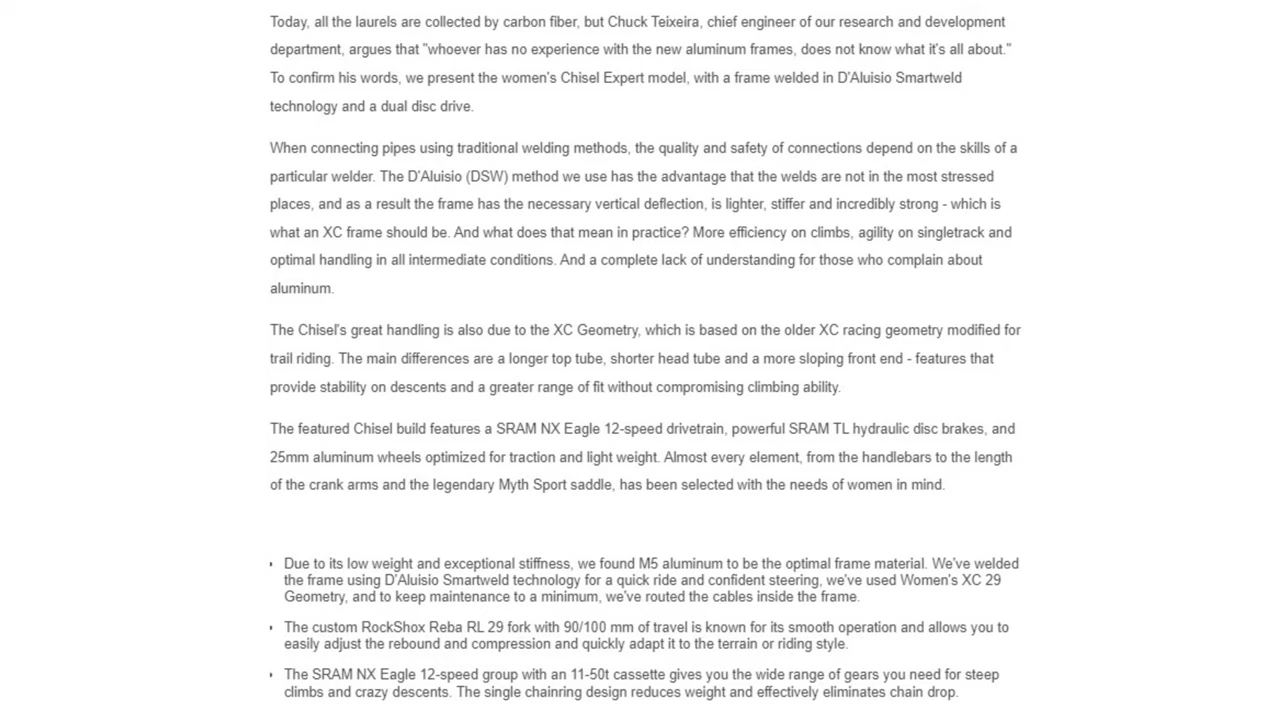 Today, all the laurels are collected by carbon fiber, but Chuck Teixeira, chief engineer of our research and development
department, argues that "whoever has no experience with the new aluminum frames, does not know what it's all about."
To confirm his words, we present the women's Chisel Expert model, with a frame welded in D'Aluisio Smartweld
technology and a dual disc drive.
When connecting pipes using traditional welding methods, the quality and safety of connections depend on the skills of a
particular welder. The D'Aluisio (DSW) method we use has the advantage that the welds are not in the most stressed
places, and as a result the frame has the necessary vertical deflection, is lighter, stiffer and incredibly strong - which is
what an XC frame should be. And what does that mean in practice? More efficiency on climbs, agility on singletrack and
optimal handling in all intermediate conditions. And a complete lack of understanding for those who complain about
aluminum.
The Chisel's great handling is also due to the XC Geometry, which is based on the older XC racing geometry modified for
trail riding. The main differences are a longer top tube, shorter head tube and a more sloping front end - features that
provide stability on descents and a greater range of fit without compromising climbing ability.
The featured Chisel build features a SRAM NX Eagle 12-speed drivetrain, powerful SRAM TL hydraulic disc brakes, and
25mm aluminum wheels optimized for traction and light weight. Almost every element, from the handlebars to the length
of the crank arms and the legendary Myth Sport saddle, has been selected with the needs of women in mind.
• Due to its low weight and exceptional stiffness, we found M5 aluminum to be the optimal frame material. We've welded
the frame using D'Aluisio Smartweld technology for a quick ride and confident steering, we've used Women's XC 29
Geometry, and to keep maintenance to a minimum, we've routed the cables inside the frame.
• The custom RockShox Reba RL 29 fork with 90/100 mm of travel is known for its smooth operation and allows you to
easily adjust the rebound and compression and quickly adapt it to the terrain or riding style.
• The SRAM NX Eagle 12-speed group with an 11-50t cassette gives you the wide range of gears you need for steep
climbs and crazy descents. The single chainring design reduces weight and effectively eliminates chain drop.